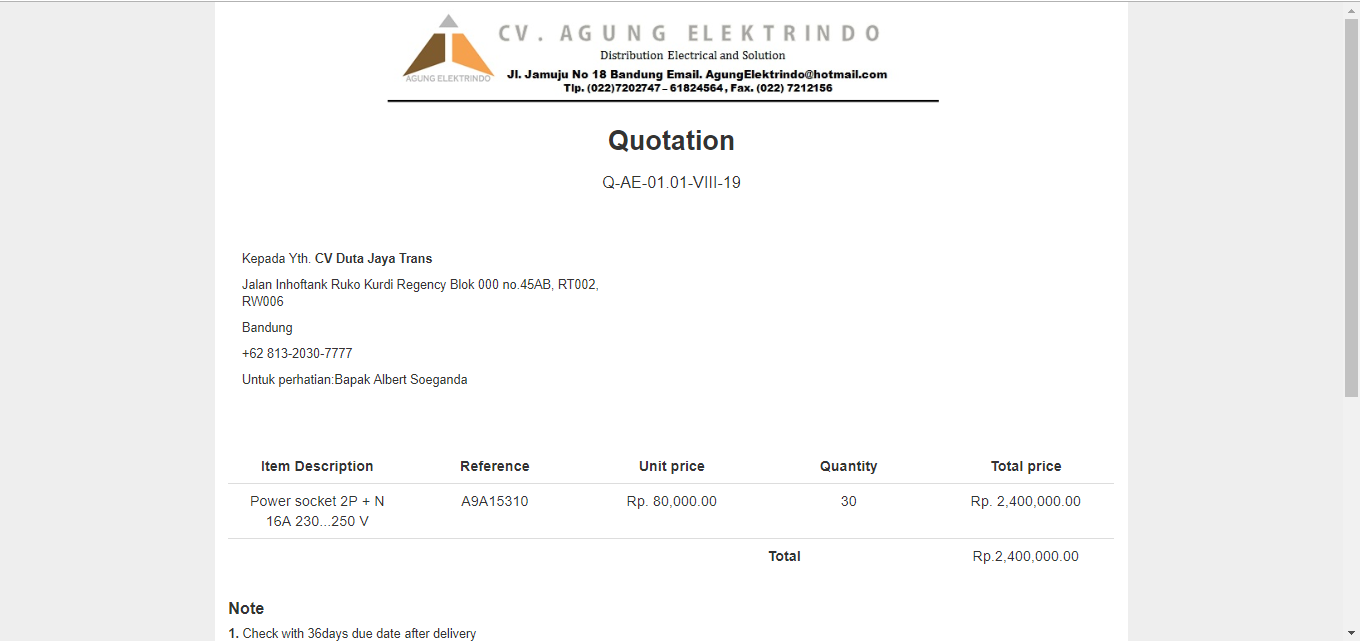 CV. AGUNG ELEKTRINDO
Distribution Electrical and Solution
AGUNG ELEKTRINDO
Jl. Jamuju No 18 Bandung Email. AgungElektrindo@hotmail.com
Tlp. (022)7202747 – 61824564 , Fax. (022) 7212156
Quotation
Q-AE-01.01-VIII-19
Kepada Yth. CV Duta Jaya Trans
Jalan Inhoftank Ruko Kurdi Regency Blok 000 no.45AB, RT002,
RW006
Bandung
+62 813-2030-7777
Untuk perhatian:Bapak Albert Soeganda
Item Description Reference Unit price Quantity Total price
Power socket 2P + N A9A15310 Rp. 80,000.00 30 Rp. 2,400,000.00
16A 230...250 V
Total Rp.2,400,000.00
Note
1. Check with 36days due date after delivery